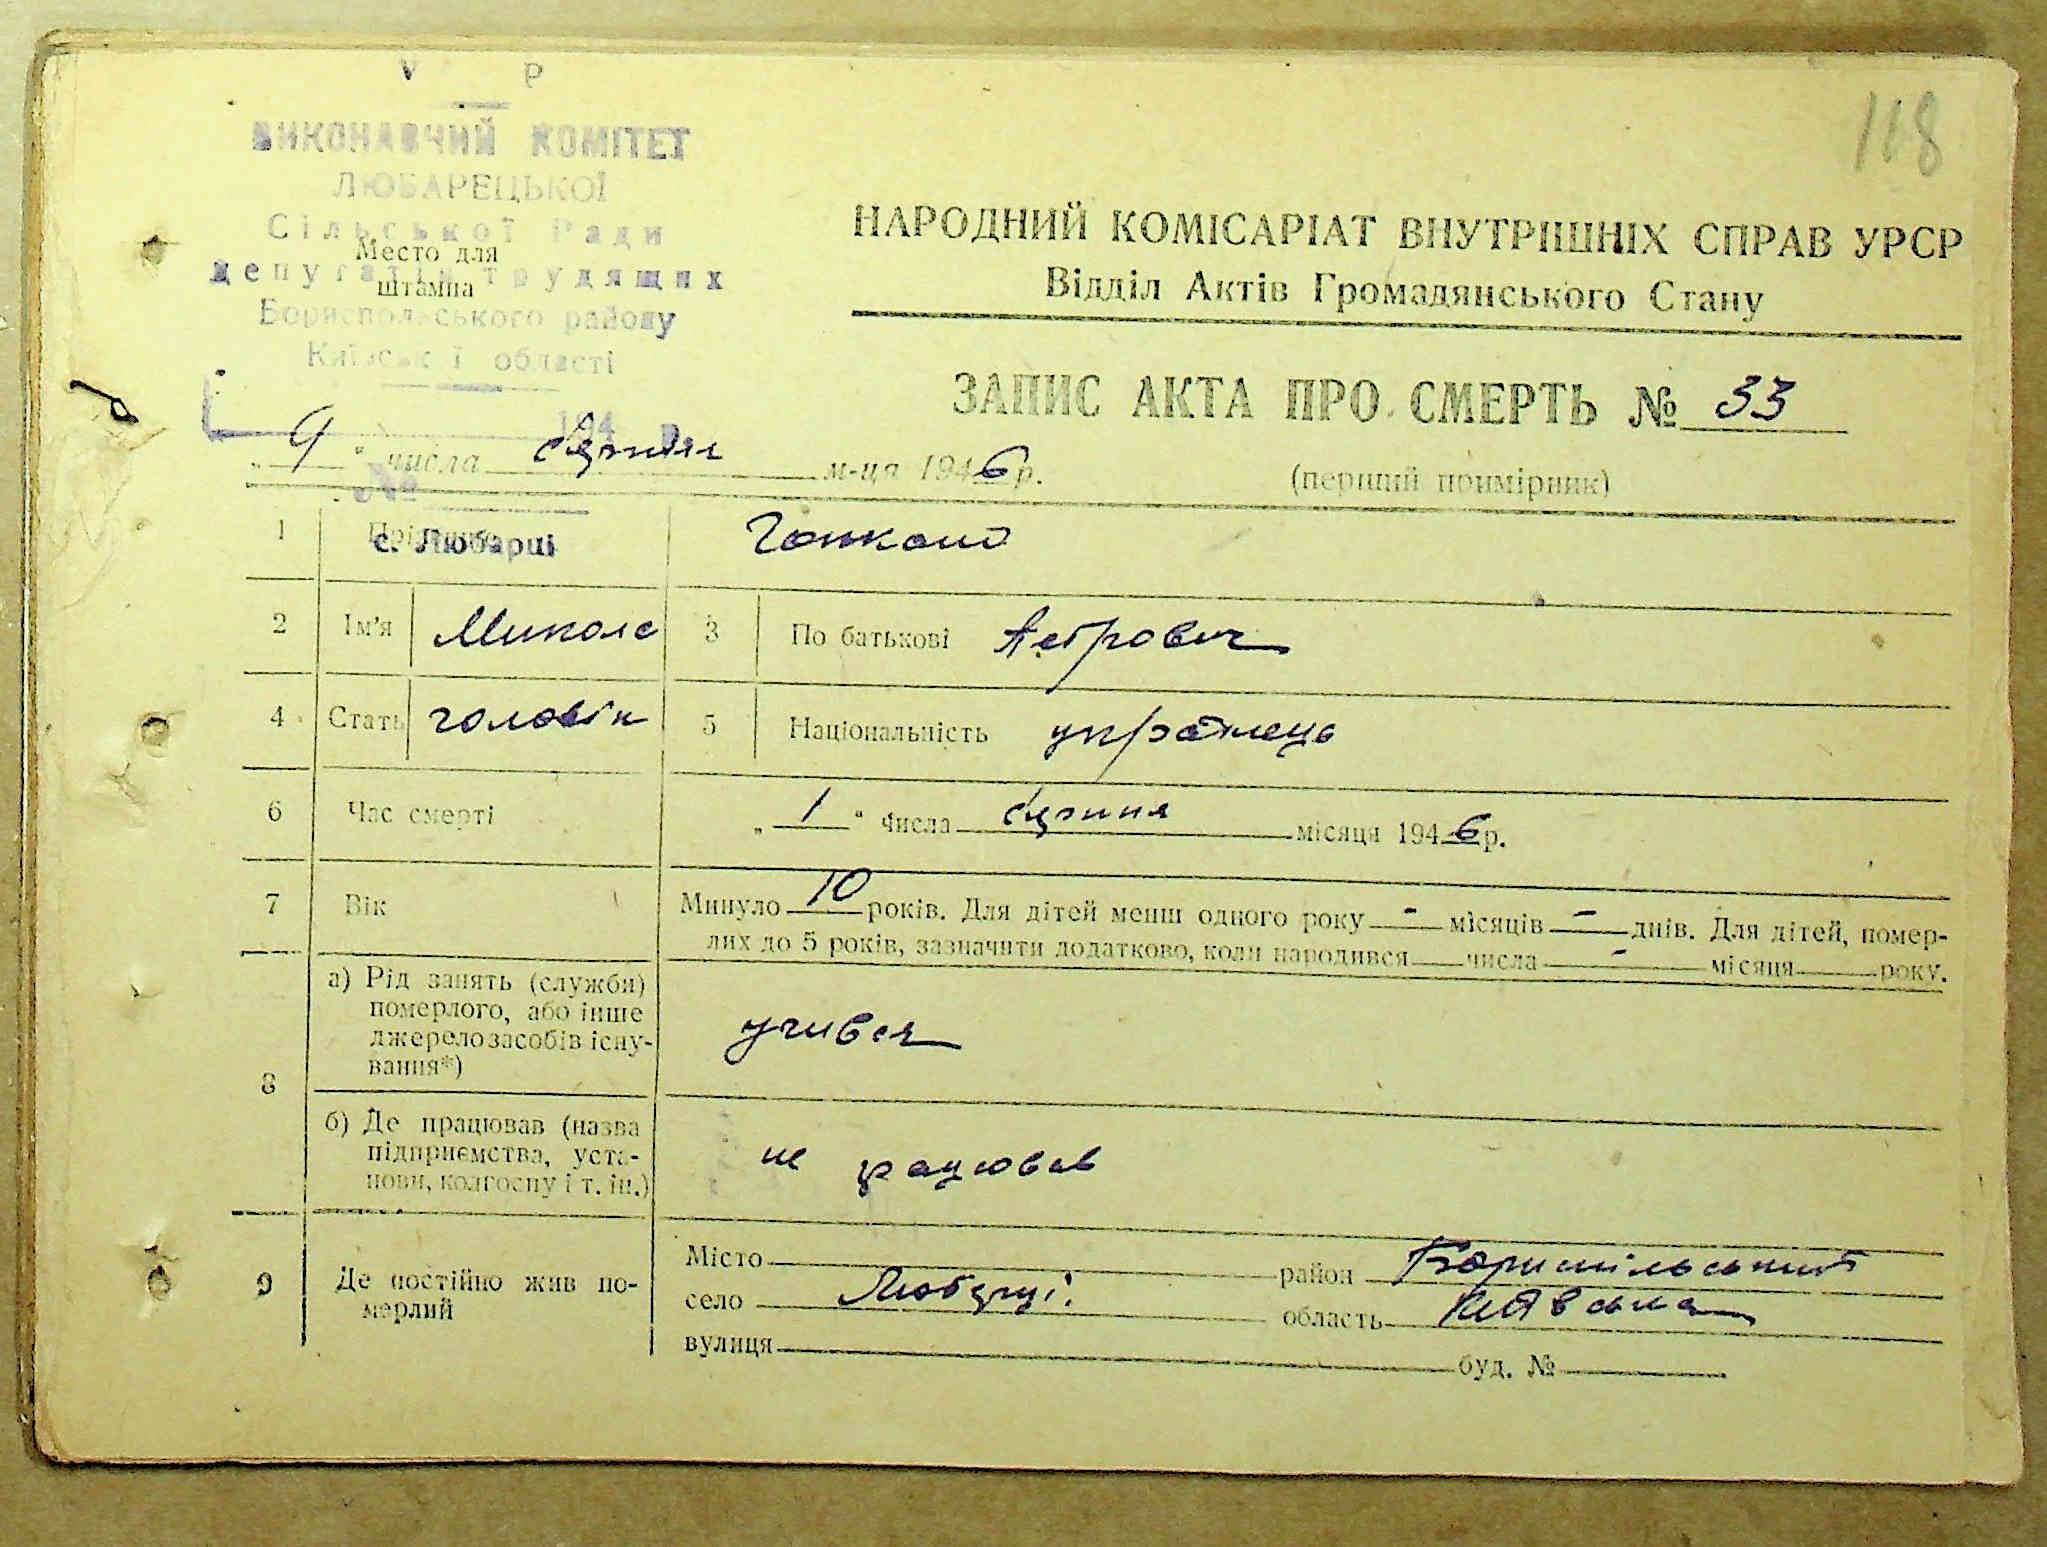 У Р
118
ВИКОНАВЧИЙ КОМІТЕТ
ЛЮБАРЕЦЬКОЇ
Сільської Ради
Место для
депутатів трудящих
штампа
Бориспольського району
Київськ ї області
194 р.
№
с. Любарці
НАРОДНИЙ КОМІСАРІАТ ВНУТРІШНІХ СПРАВ УРСР
Відділ Актів Громадянського Стану
ЗАПИС АКТА ПРО СМЕРТЬ № 33
„ 9 “ числа серпня м-ця 1946 р.
(перший примірник)
1 Прізвище
2 Ім'я Микола 3 По батькові Петрович
4 Стать чоловік 5 Національність українець
6 Час смерті „ 1 “ числа серпня місяця 1946 р.
7 Вік Минуло 10 років. Для дітей менш одного року - місяців - днів. Для дітей, помер-
лих до 5 років, зазначити додатково, коли народився числа - місяця року.
8 а) Рід занять (служби)
померлого, або інше
джерело засобів існу-
вання*)
учився
б) Де працював (назва
підприємства, уста-
нови, колгоспу і т. ін.)
не працював
9 Де постійно жив по-
мерлий
Місто район Бориспільський
село Любарці. область Київська
вулиця буд. №